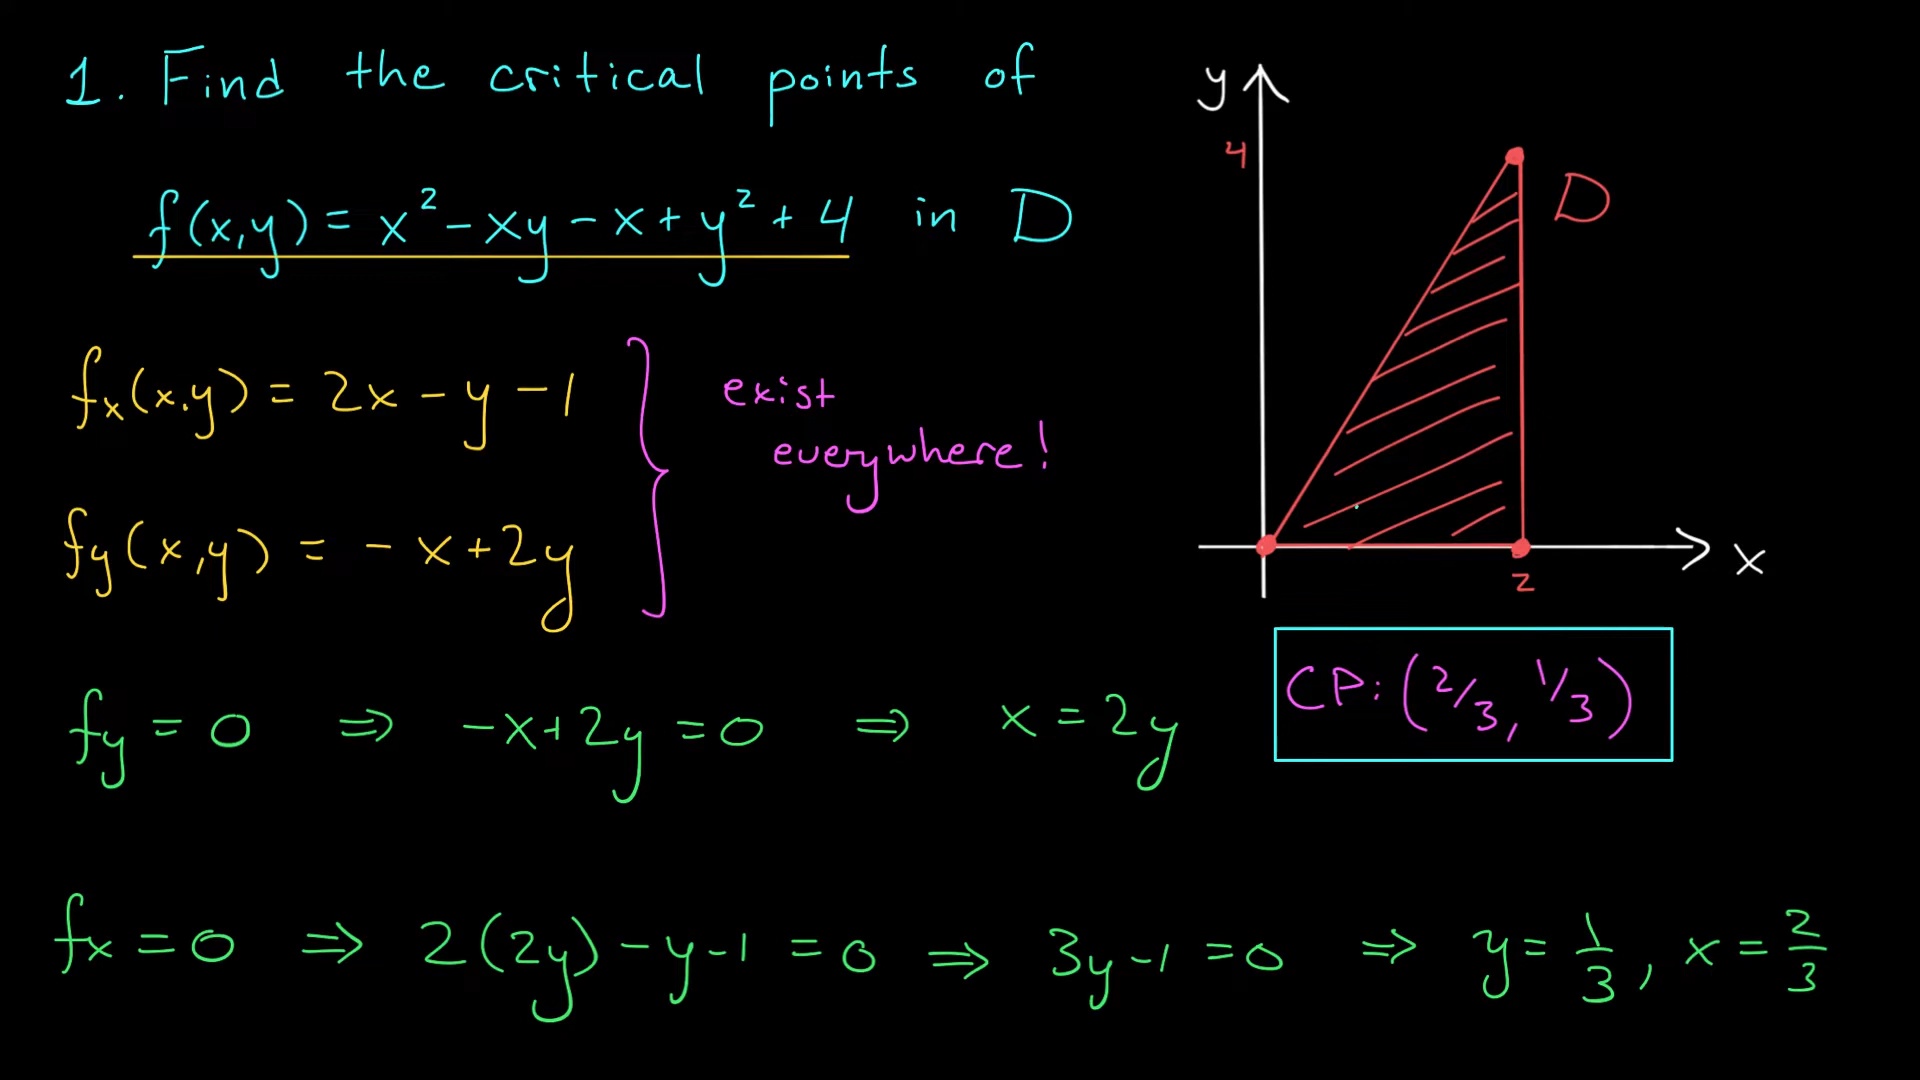 1. Find the critical points of
f(x,y) = x² - xy - x + y² + 4 in D
fx(x,y) = 2x - y - 1
exist
everywhere!
fy(x,y) = -x + 2y
y
4
D
x
2
CP: (2/3, 1/3)
fy = 0 ⇒ -x+2y = 0 ⇒ x = 2y
fx = 0 ⇒ 2(2y) - y - 1 = 0 ⇒ 3y - 1 = 0 ⇒ y = 1/3, x = 2/3